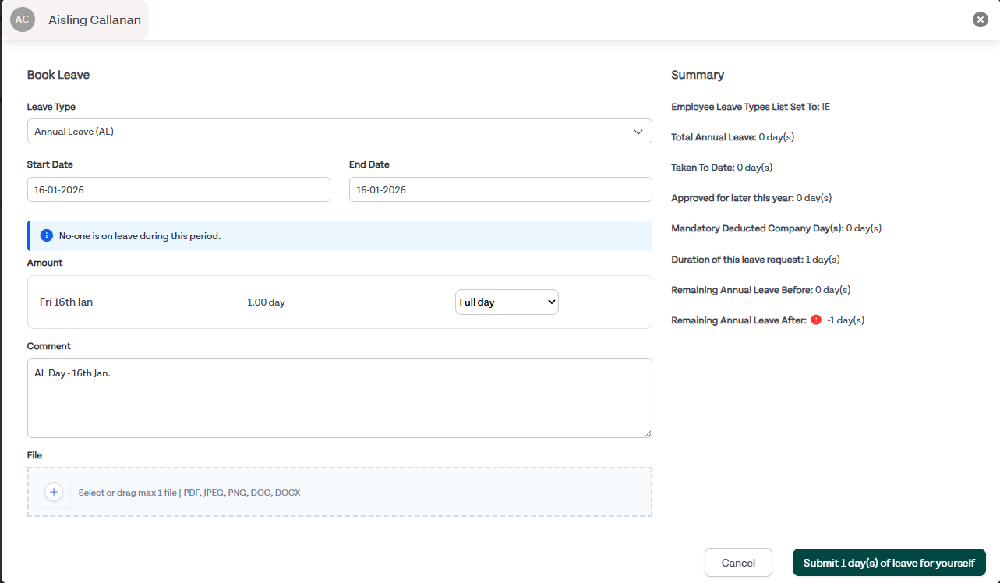 AC
Aisling Callanan
Book Leave
Leave Type
Annual Leave (AL)
Start Date
End Date
16-01-2026
16-01-2026
No-one is on leave during this period.
Amount
Fri 16th Jan
1.00 day
Full day
Comment
AL Day - 16th Jan.
File
Select or drag max 1 file | PDF, JPEG, PNG, DOC, DOCX
Summary
Employee Leave Types List Set To: IE
Total Annual Leave: 0 day(s)
Taken To Date: 0 day(s)
Approved for later this year: 0 day(s)
Mandatory Deducted Company Day(s): 0 day(s)
Duration of this leave request: 1 day(s)
Remaining Annual Leave Before: 0 day(s)
Remaining Annual Leave After: -1 day(s)
Cancel
Submit 1 day(s) of leave for yourself